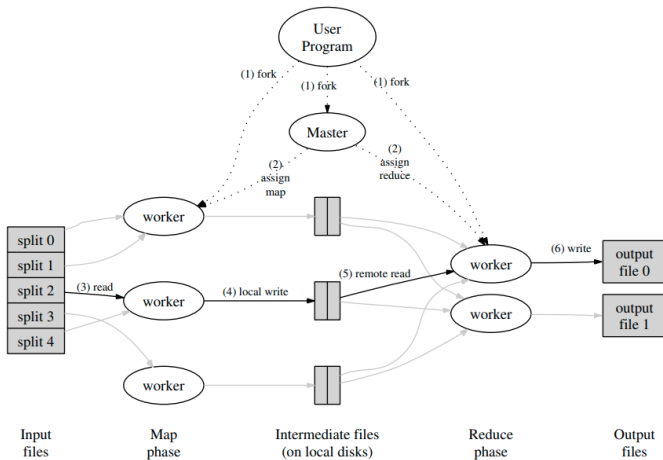 User
Program
(1) fork
(1) fork
(1) fork
Master
(2)
assign
map
(2)
assign
reduce
worker
split 0
split 1
split 2
split 3
split 4
(3) read
worker
(4) local write
(5) remote read
worker
(6) write
output
file 0
worker
output
file 1
worker
Input
files
Map
phase
Intermediate files
(on local disks)
Reduce
phase
Output
files